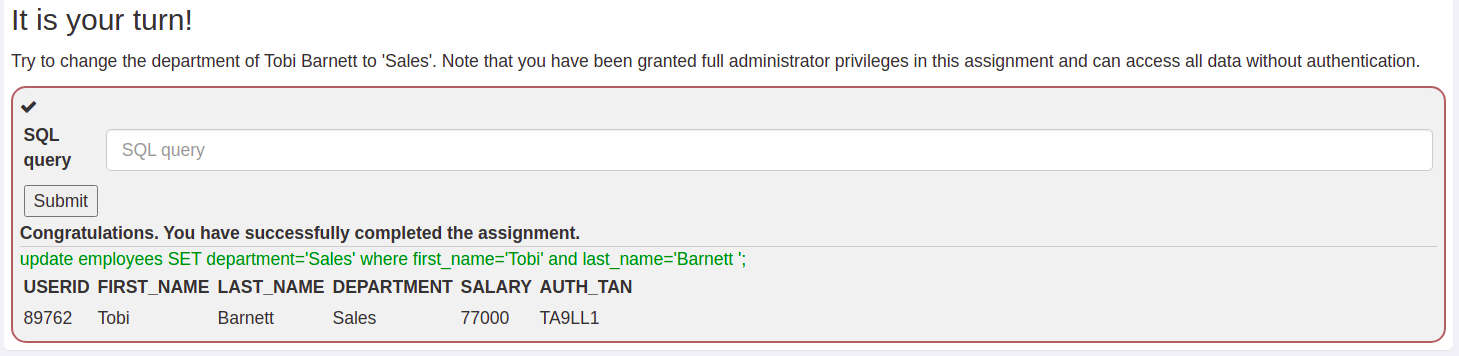 It is your turn!
Try to change the department of Tobi Barnett to 'Sales'. Note that you have been granted full administrator privileges in this assignment and can access all data without authentication.
SQL
query
SQL query
Submit
Congratulations. You have successfully completed the assignment.
update employees SET department='Sales' where first_name='Tobi' and last_name='Barnett ';
USERID FIRST_NAME LAST_NAME DEPARTMENT SALARY AUTH_TAN
89762 Tobi Barnett Sales 77000 TA9LL1